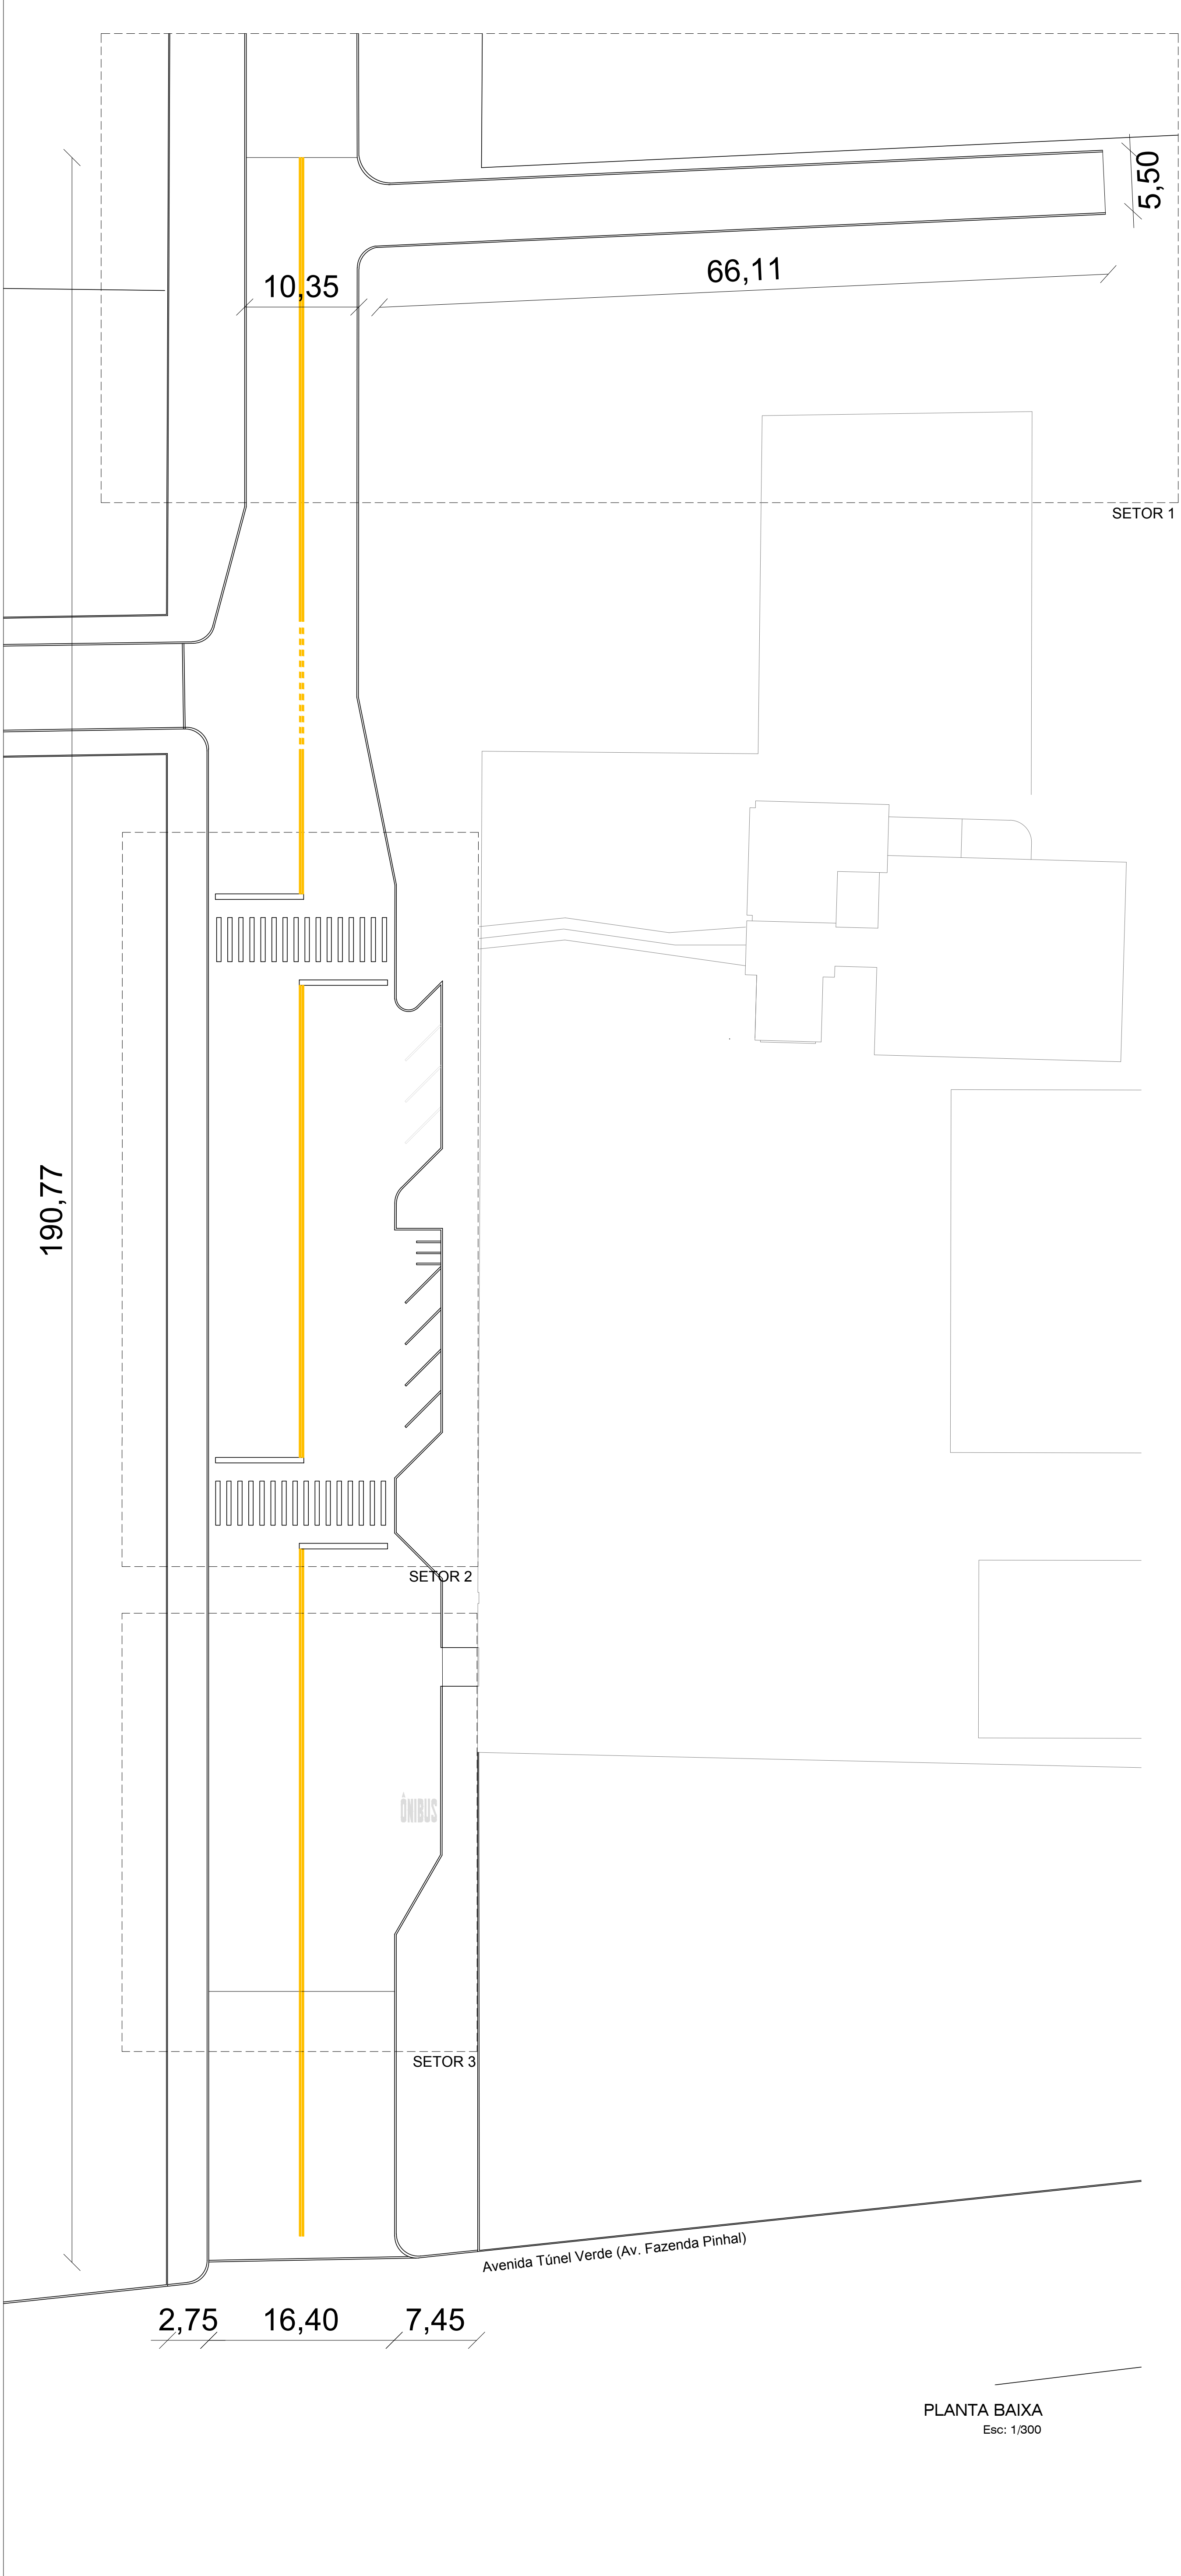 5,50
10,35
66,11
SETOR 1
190,77
SETOR 2
ÔNIBUS
SETOR 3
Avenida Túnel Verde (Av. Fazenda Pinhal)
2,75
16,40
7,45
PLANTA BAIXA
Esc: 1/300